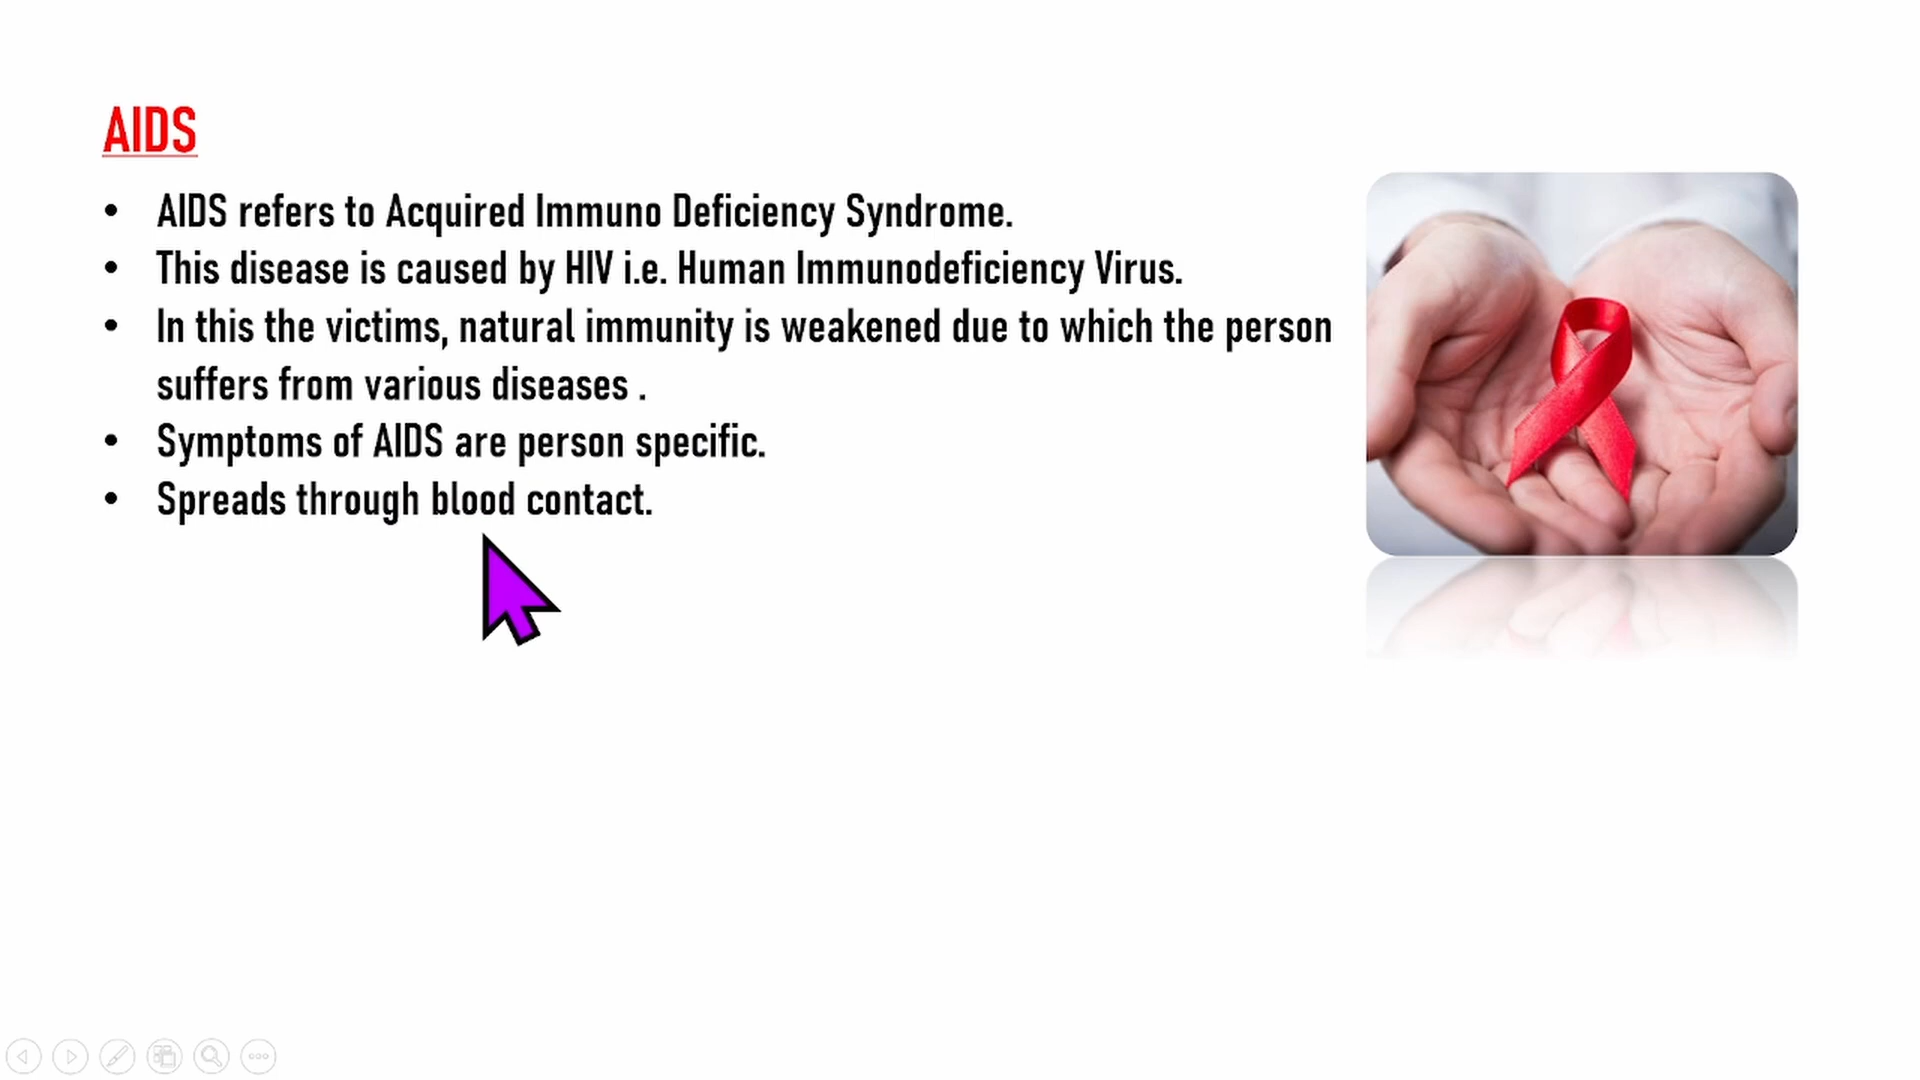 AIDS
• AIDS refers to Acquired Immuno Deficiency Syndrome.
• This disease is caused by HIV i.e. Human Immunodeficiency Virus.
• In this the victims, natural immunity is weakened due to which the person
suffers from various diseases .
• Symptoms of AIDS are person specific.
• Spreads through blood contact.